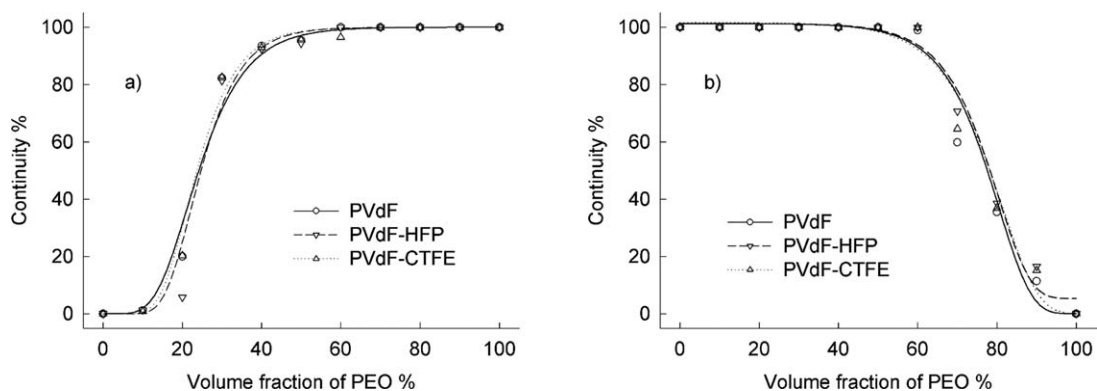 100
80
60
40
20
0
Continuity %
a)
PVdF
PVdF-HFP
PVdF-CTFE
0 20 40 60 80 100
Volume fraction of PEO %
100
80
60
40
20
0
Continuity %
b)
PVdF
PVdF-HFP
PVdF-CTFE
0 20 40 60 80 100
Volume fraction of PEO %